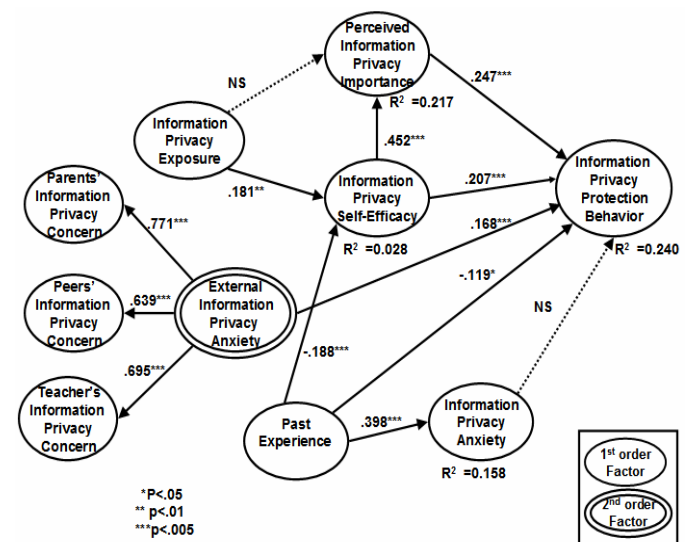 Perceived
Information
Privacy
Importance
R² =0.217
NS
.247***
Information
Privacy
Exposure
.452***
.181**
Information
Privacy
Self-Efficacy
R² =0.028
.207***
Information
Privacy
Protection
Behavior
R² =0.240
Parents'
Information
Privacy
Concern
.771***
.168***
-.119*
Peers'
Information
Privacy
Concern
.639***
External
Information
Privacy
Anxiety
NS
-.188***
.695***
Teacher's
Information
Privacy
Concern
Past
Experience
.398***
Information
Privacy
Anxiety
R² =0.158
1st order
Factor
2nd order
Factor
*P<.05
** p<.01
***p<.005